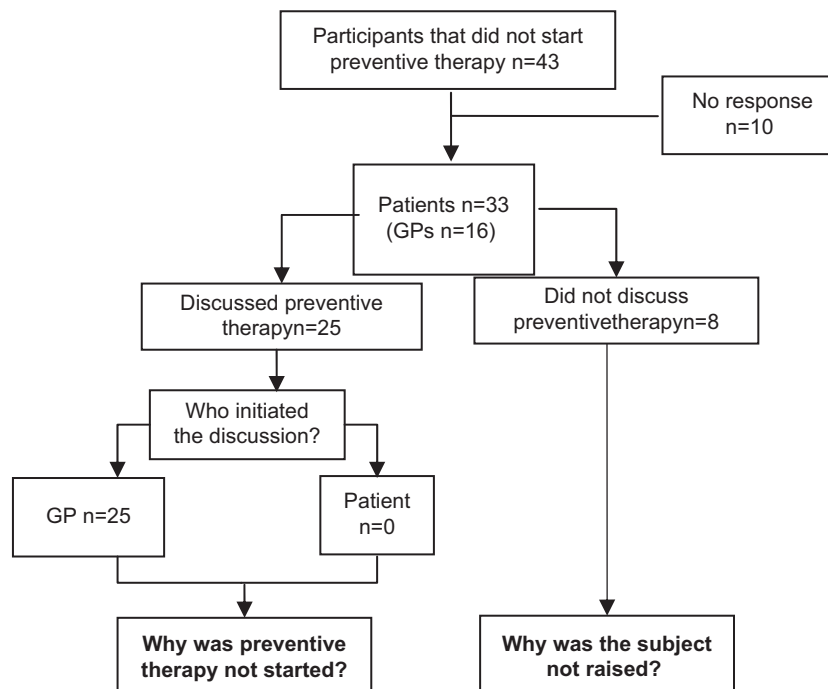 Participants that did not start
preventive therapy n=43
No response
n=10
Patients n=33
(GPs n=16)
Discussed preventive
therapyn=25
Did not discuss
preventivetherapyn=8
Who initiated
the discussion?
GP n=25
Patient
n=0
Why was preventive
therapy not started?
Why was the subject
not raised?